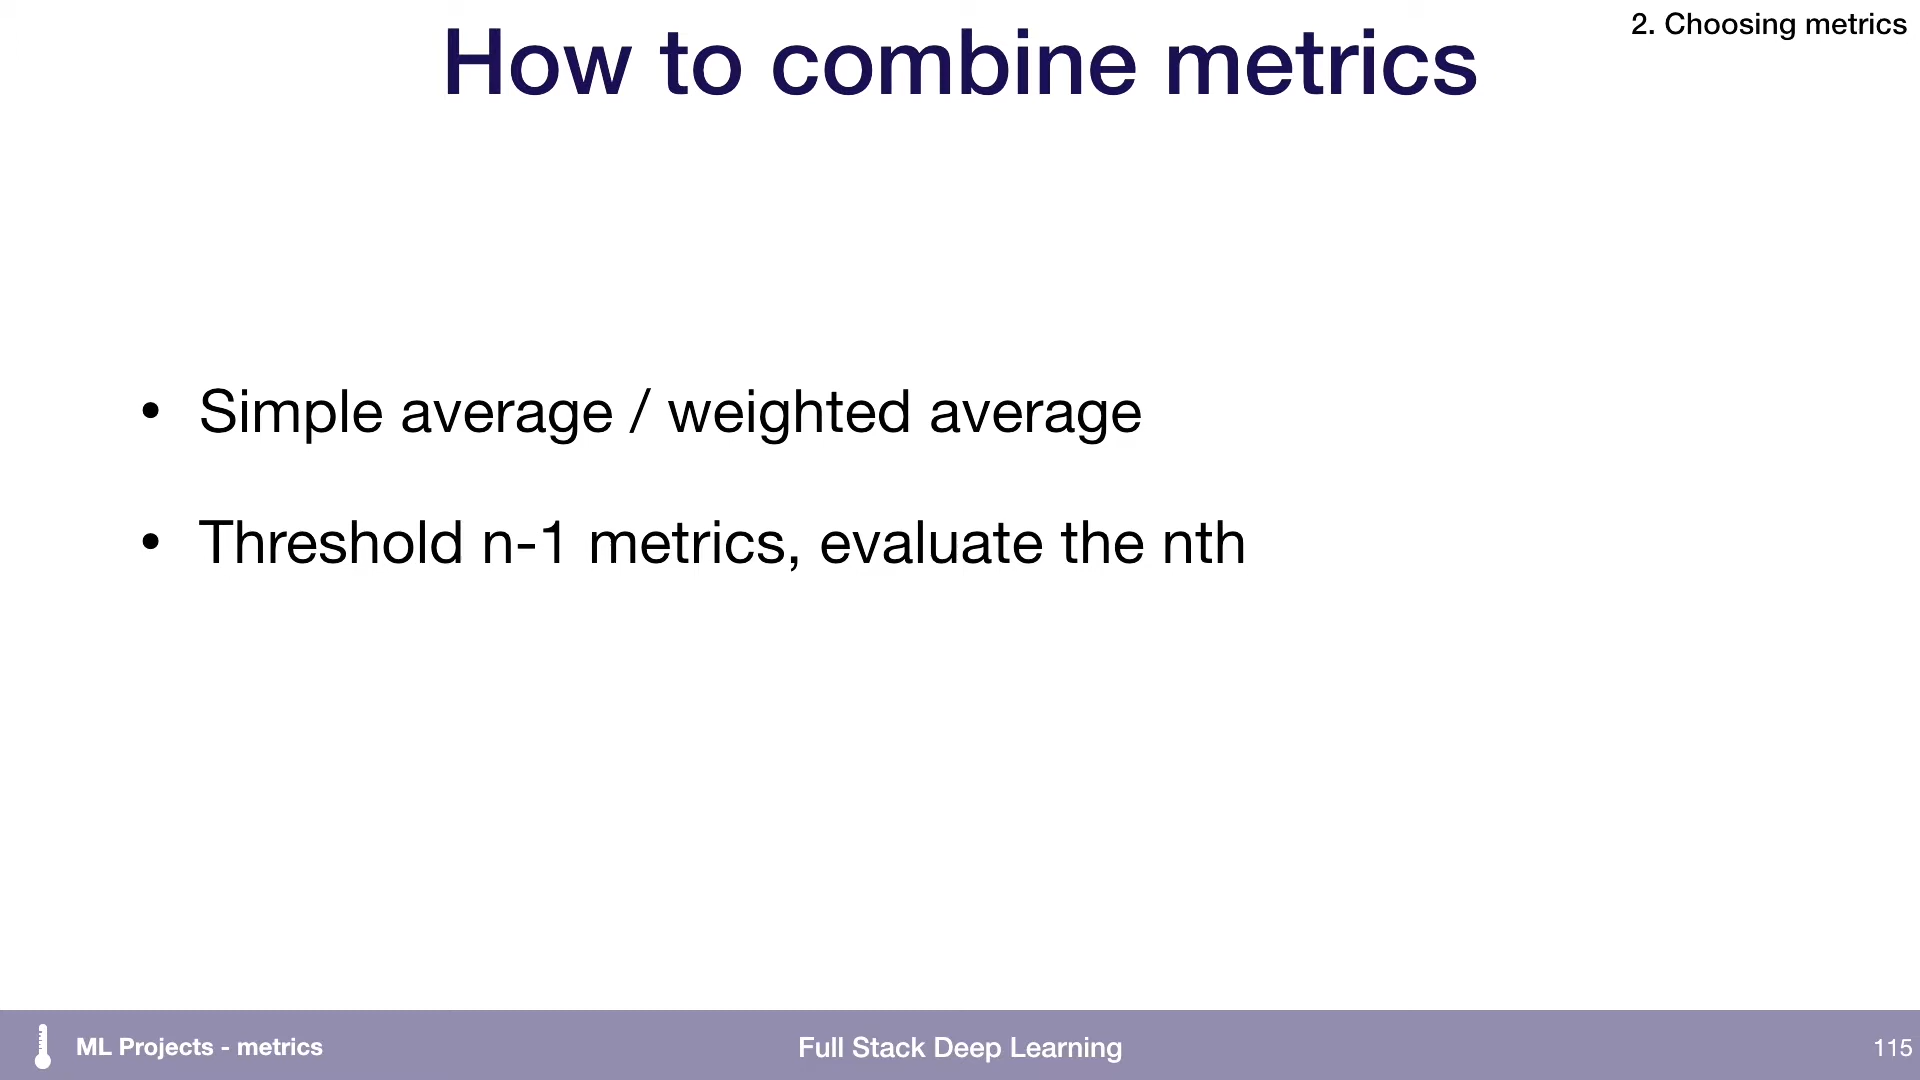 2. Choosing metrics
How to combine metrics
• Simple average / weighted average
• Threshold n-1 metrics, evaluate the nth
ML Projects - metrics
Full Stack Deep Learning
115